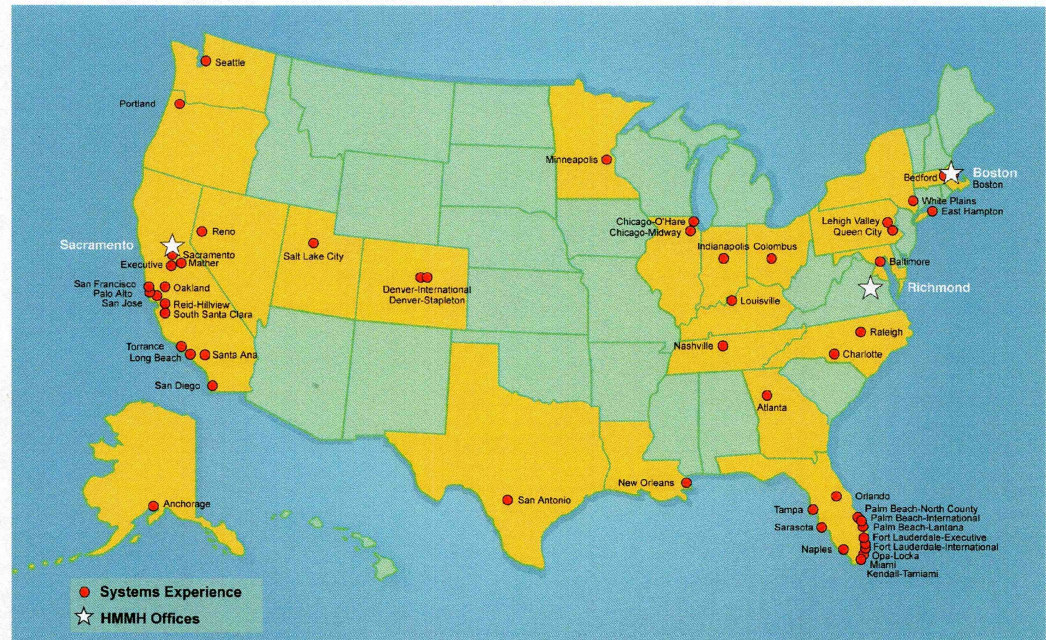 Seattle
Portland
Minneapolis
Boston
Bedford
Boston
White Plains
East Hampton
Lehigh Valley
Queen City
Chicago-O'Hare
Chicago-Midway
Reno
Sacramento
Sacramento
Executive
Mather
Salt Lake City
Indianapolis
Colombus
Baltimore
San Francisco
Oakland
Palo Alto
San Jose
Reid-Hillview
South Santa Clara
Denver-International
Denver-Stapleton
Richmond
Louisville
Raleigh
Torrance
Long Beach
Santa Ana
Nashville
Charlotte
San Diego
Atlanta
New Orleans
San Antonio
Anchorage
Orlando
Tampa
Palm Beach-North County
Palm Beach-International
Sarasota
Palm Beach-Lantana
Fort Lauderdale-Executive
Naples
Fort Lauderdale-International
Opa-Locka
Miami
Kendall-Tamiami
Systems Experience
HMMH Offices